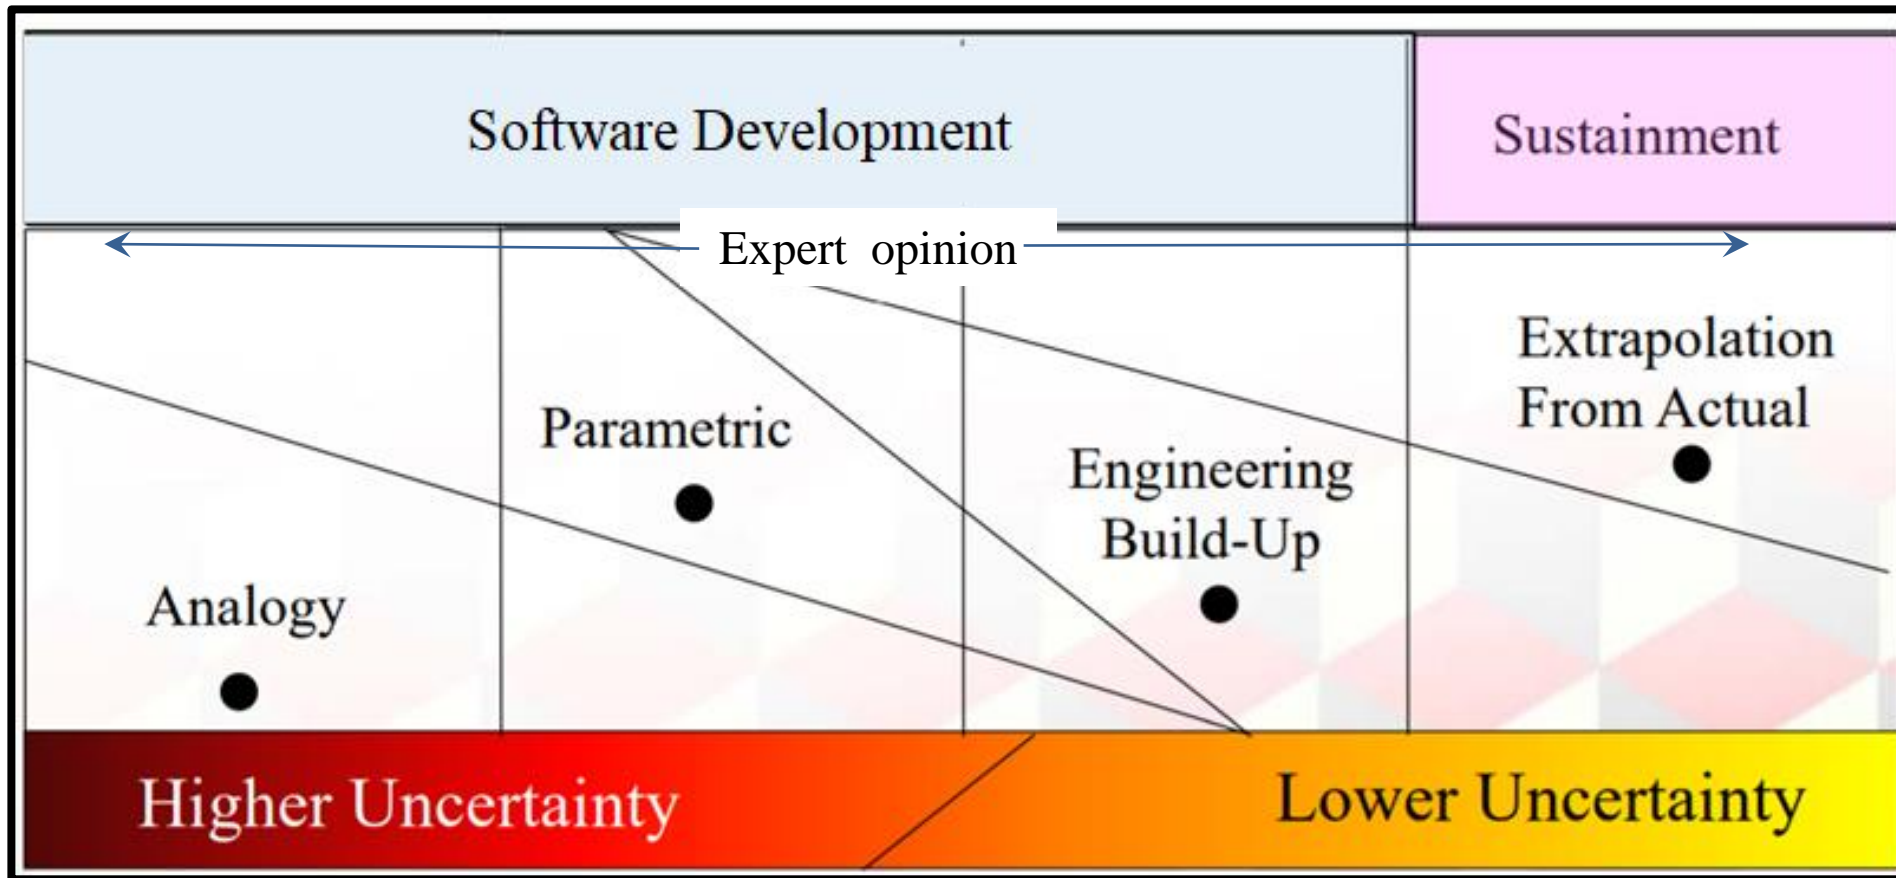 Software Development
Sustainment
Expert opinion
Extrapolation
From Actual
Parametric
Engineering
Build-Up
Analogy
Higher Uncertainty
Lower Uncertainty